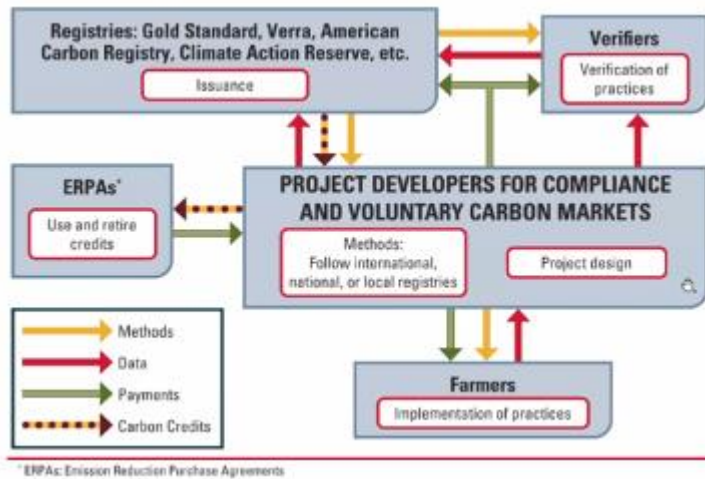 Registries: Gold Standard, Verra, American
Carbon Registry, Climate Action Reserve, etc.
Issuance
Verifiers
Verification of
practices
ERPAs*
Use and retire
credits
PROJECT DEVELOPERS FOR COMPLIANCE
AND VOLUNTARY CARBON MARKETS
Methods:
Follow international,
national, or local registries
Project design
Methods
Data
Payments
Carbon Credits
Farmers
Implementation of practices
* ERPAs: Emission Reduction Purchase Agreements